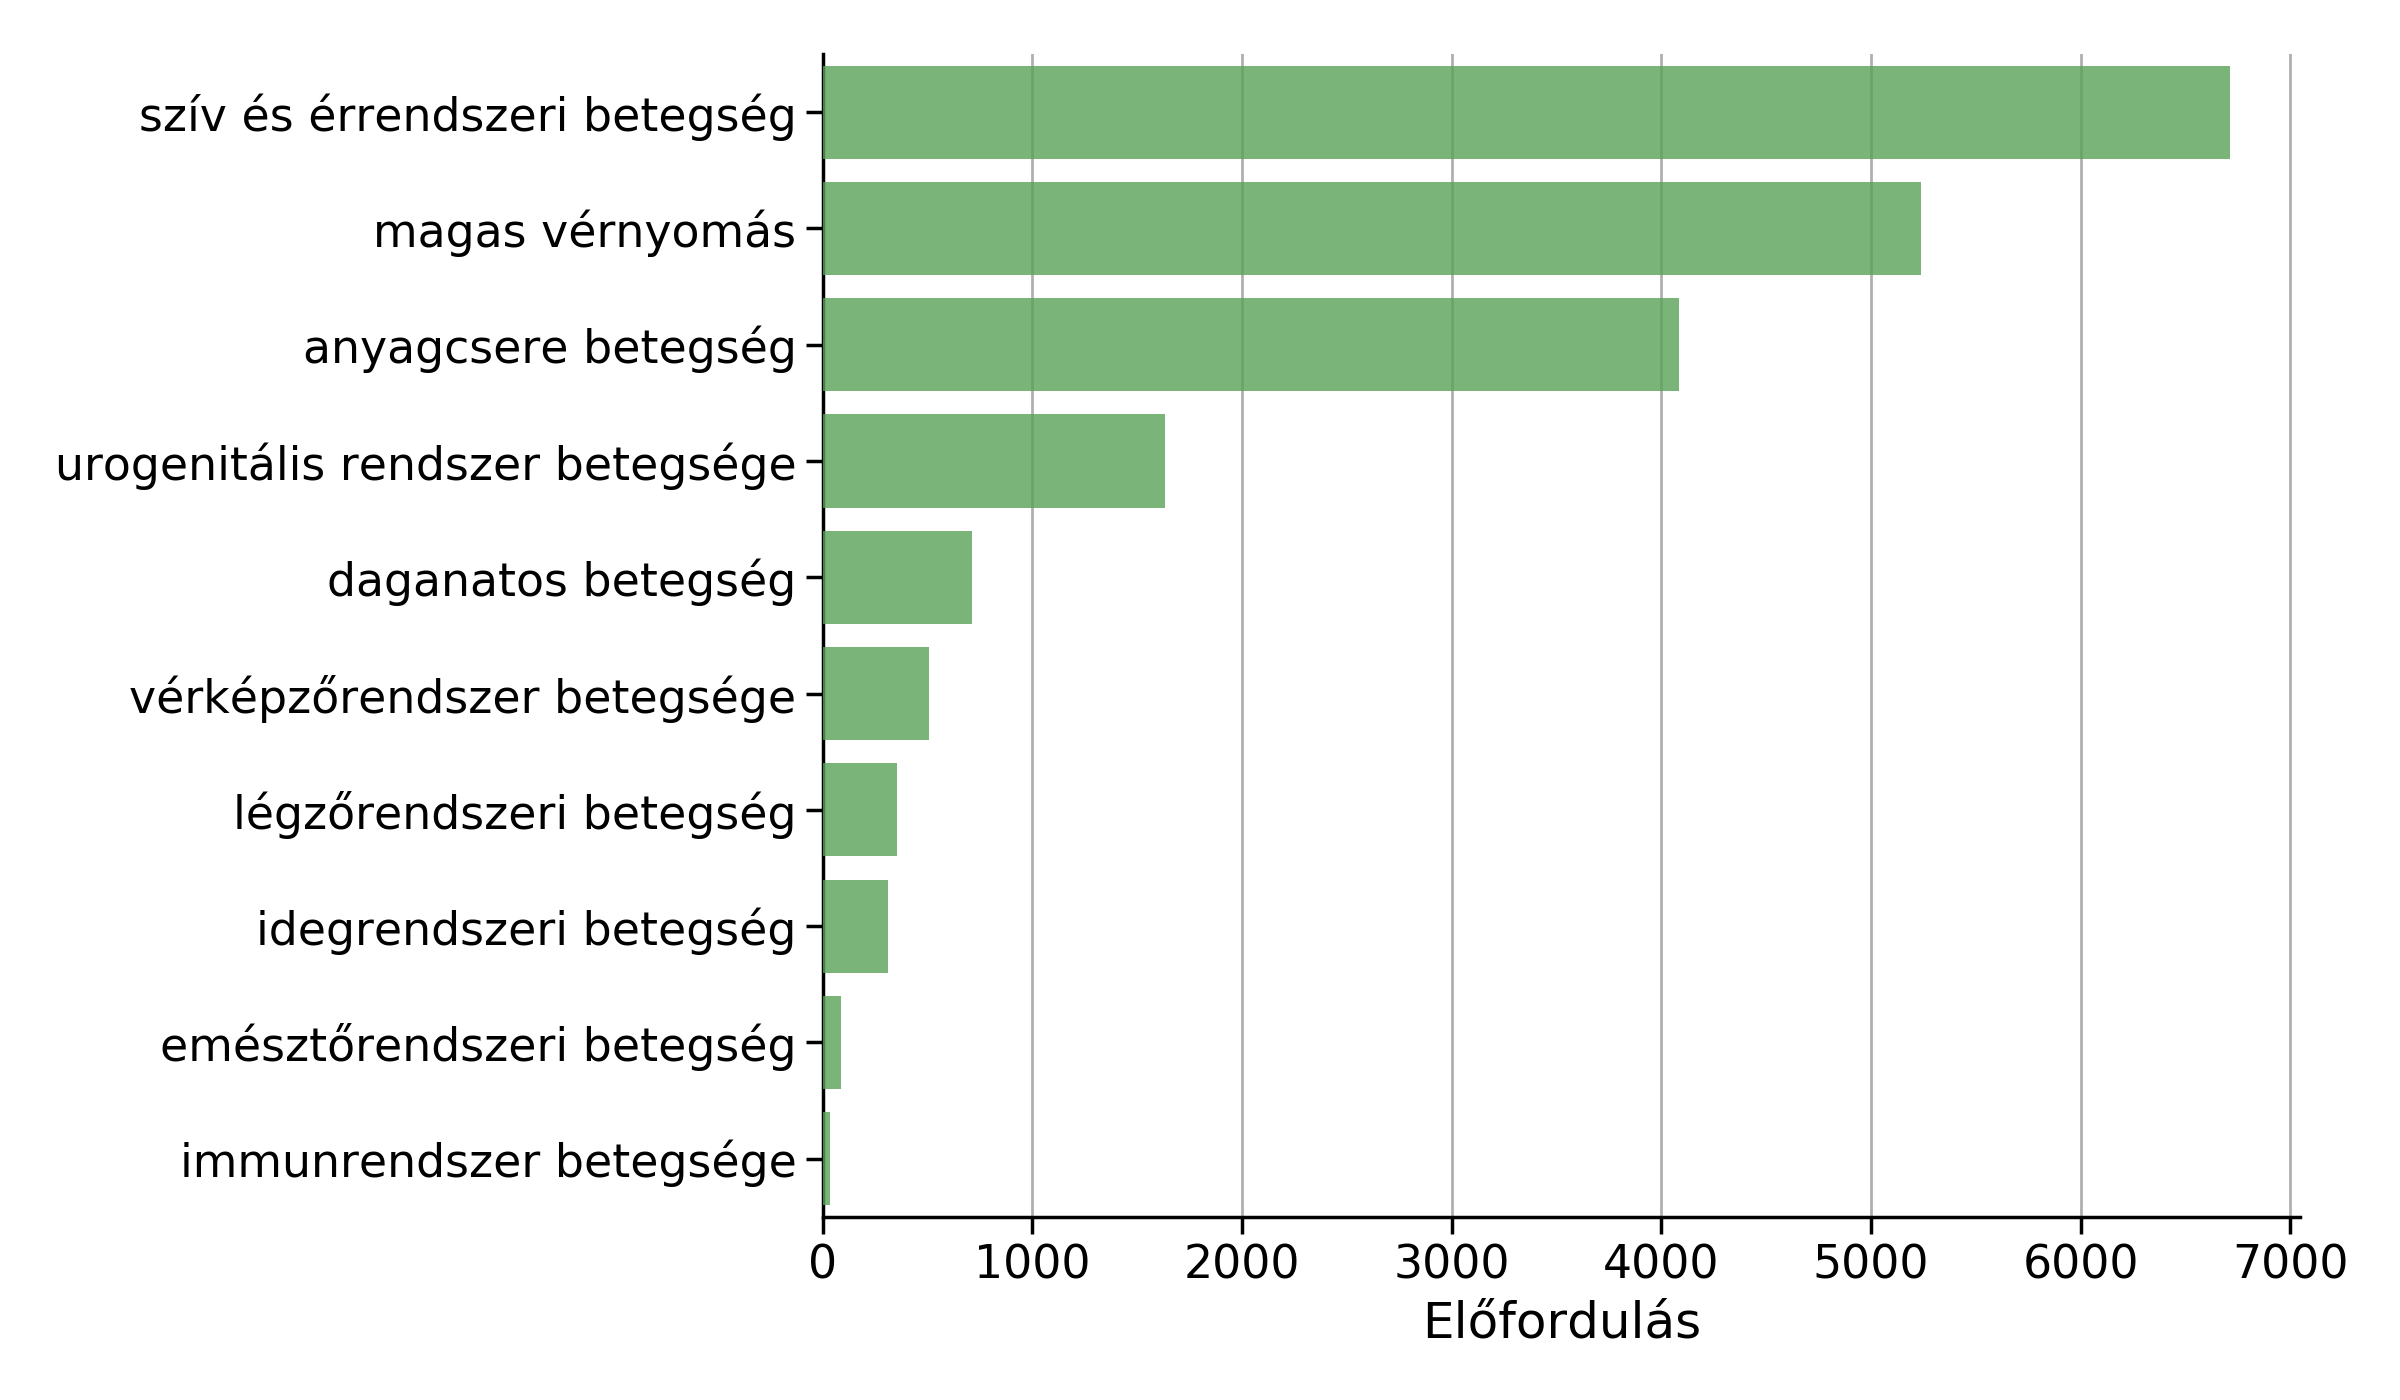 szív és érrendszeri betegség
magas vérnyomás
anyagcsere betegség
urogenitális rendszer betegsége
daganatos betegség
vérképzőrendszer betegsége
légzőrendszeri betegség
idegrendszeri betegség
emésztőrendszeri betegség
immunrendszer betegsége
0 1000 2000 3000 4000 5000 6000 7000
Előfordulás